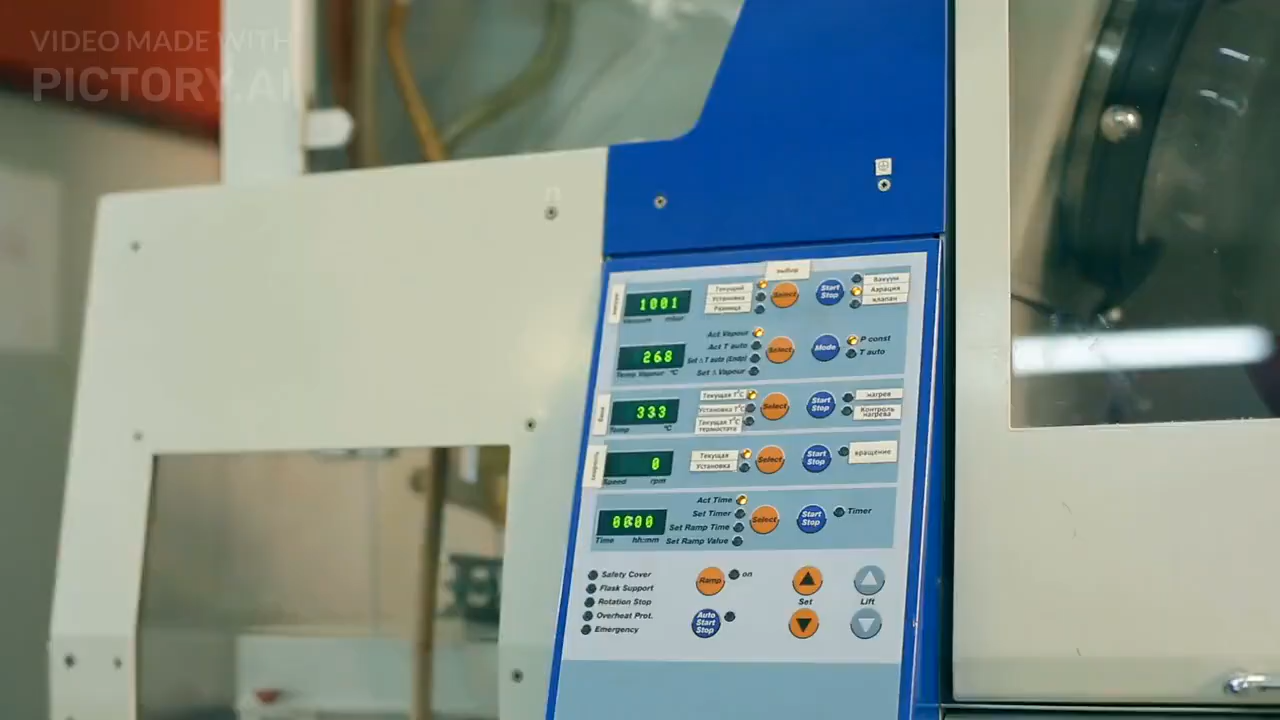 VIDEO MADE WITH
PICTORY.AI
выбор
1001
Vacuum mbar
Текущий
Установка
Разница
Select
Start
Stop
Вакуум
Аэрация
клапан
268
Temp Vapour °C
Act Vapour
Act T auto
Set Δ T auto (Emb)
Set Δ Vapour
Select
Mode
P const
T auto
333
Temp °C
Текущая T°C
Установка T°C
Текущая T°C
термостата
Select
Start
Stop
нагрев
Контроль
нагрева
0
Speed rpm
Текущая
Установка
Select
Start
Stop
вращение
00:00
Time hh:mm
Act Time
Set Timer
Set Ramp Time
Set Ramp Value
Select
Start
Stop
Timer
Safety Cover
Flask Support
Rotation Stop
Overheat Prot.
Emergency
Ramp
on
Auto
Start
Stop
Set
Lift